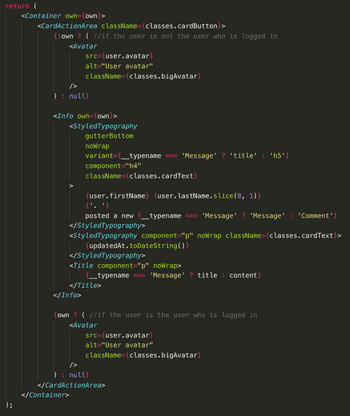 return (
<Container own={own}>
<CardActionArea className={classes.cardButton}>
{!own ? ( //if the user is not the user who is logged in
<Avatar
src={user.avatar}
alt="User avatar"
className={classes.bigAvatar}
/>
) : null}
<Info own={own}>
<StyledTypography
gutterBottom
noWrap
variant={__typename === 'Message' ? 'title' : 'h5'}
component="h4"
className={classes.cardText}
>
{user.firstName} {user.lastName.slice(0, 1)}
{'. '}
posted a new {__typename === 'Message' ? 'Message' : 'Comment'}
</StyledTypography>
<StyledTypography component="p" noWrap className={classes.cardText}>
{updatedAt.toDateString()}
</StyledTypography>
<Title component="p" noWrap>
{__typename === 'Message' ? title : content}
</Title>
</Info>
{own ? ( //if the user is the user who is logged in
<Avatar
src={user.avatar}
alt="User avatar"
className={classes.bigAvatar}
/>
) : null}
</CardActionArea>
</Container>
);